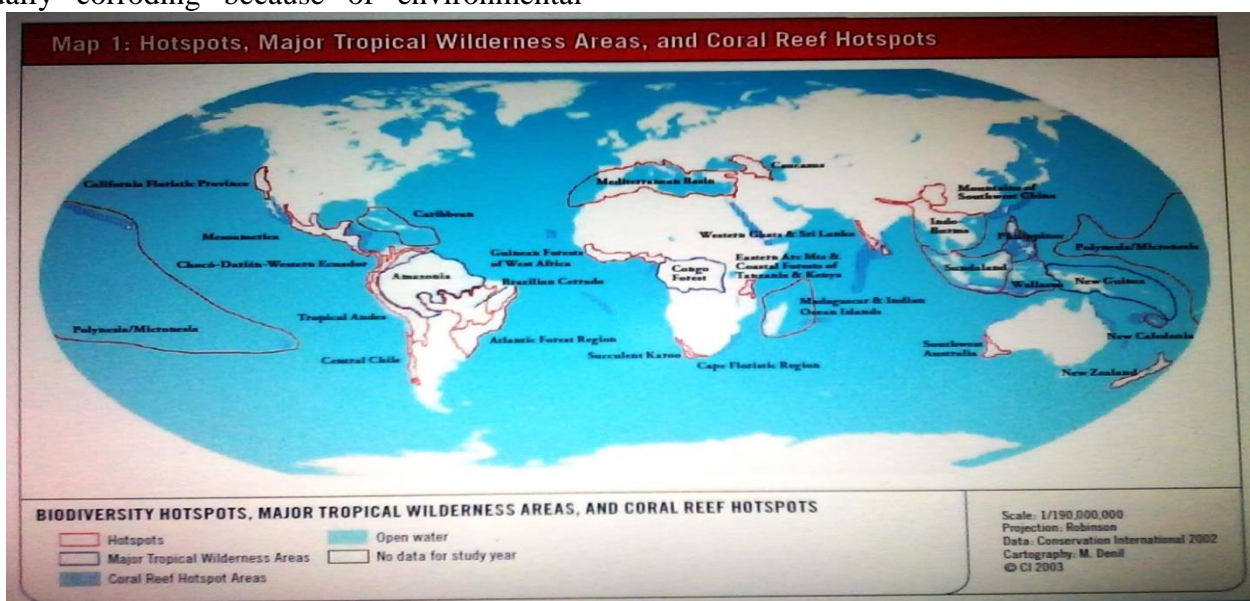 corroding because of environmental
Map 1: Hotspots, Major Tropical Wilderness Areas, and Coral Reef Hotspots
California Floristic Province
Caribbean
Mesoamerica
Chocó-Darién-Western Ecuador
Amazonia
Tropical Andes
Polynesia/Micronesia
Central Chile
Brazilian Cerrado
Atlantic Forest Region
Guinean Forests
of West Africa
Mediterranean Basin
Caucasus
Congo
Forest
Western Ghats & Sri Lanka
Eastern Arc Mts &
Coastal Forests of
Tanzania & Kenya
Madagascar & Indian
Ocean Islands
Succulent Karoo
Cape Floristic Region
Mountains of
Southwest China
Indo-
Burma
Philippines
Polynesia/Micronesia
Sundaland
Wallacea
New Guinea
New Caledonia
Southwest
Australia
New Zealand
BIODIVERSITY HOTSPOTS, MAJOR TROPICAL WILDERNESS AREAS, AND CORAL REEF HOTSPOTS
Hotspots
Major Tropical Wilderness Areas
Coral Reef Hotspot Areas
Open water
No data for study year
Scale: 1/190,000,000
Projection: Robinson
Data: Conservation International 2002
Cartography: M. Denil
© CI 2003